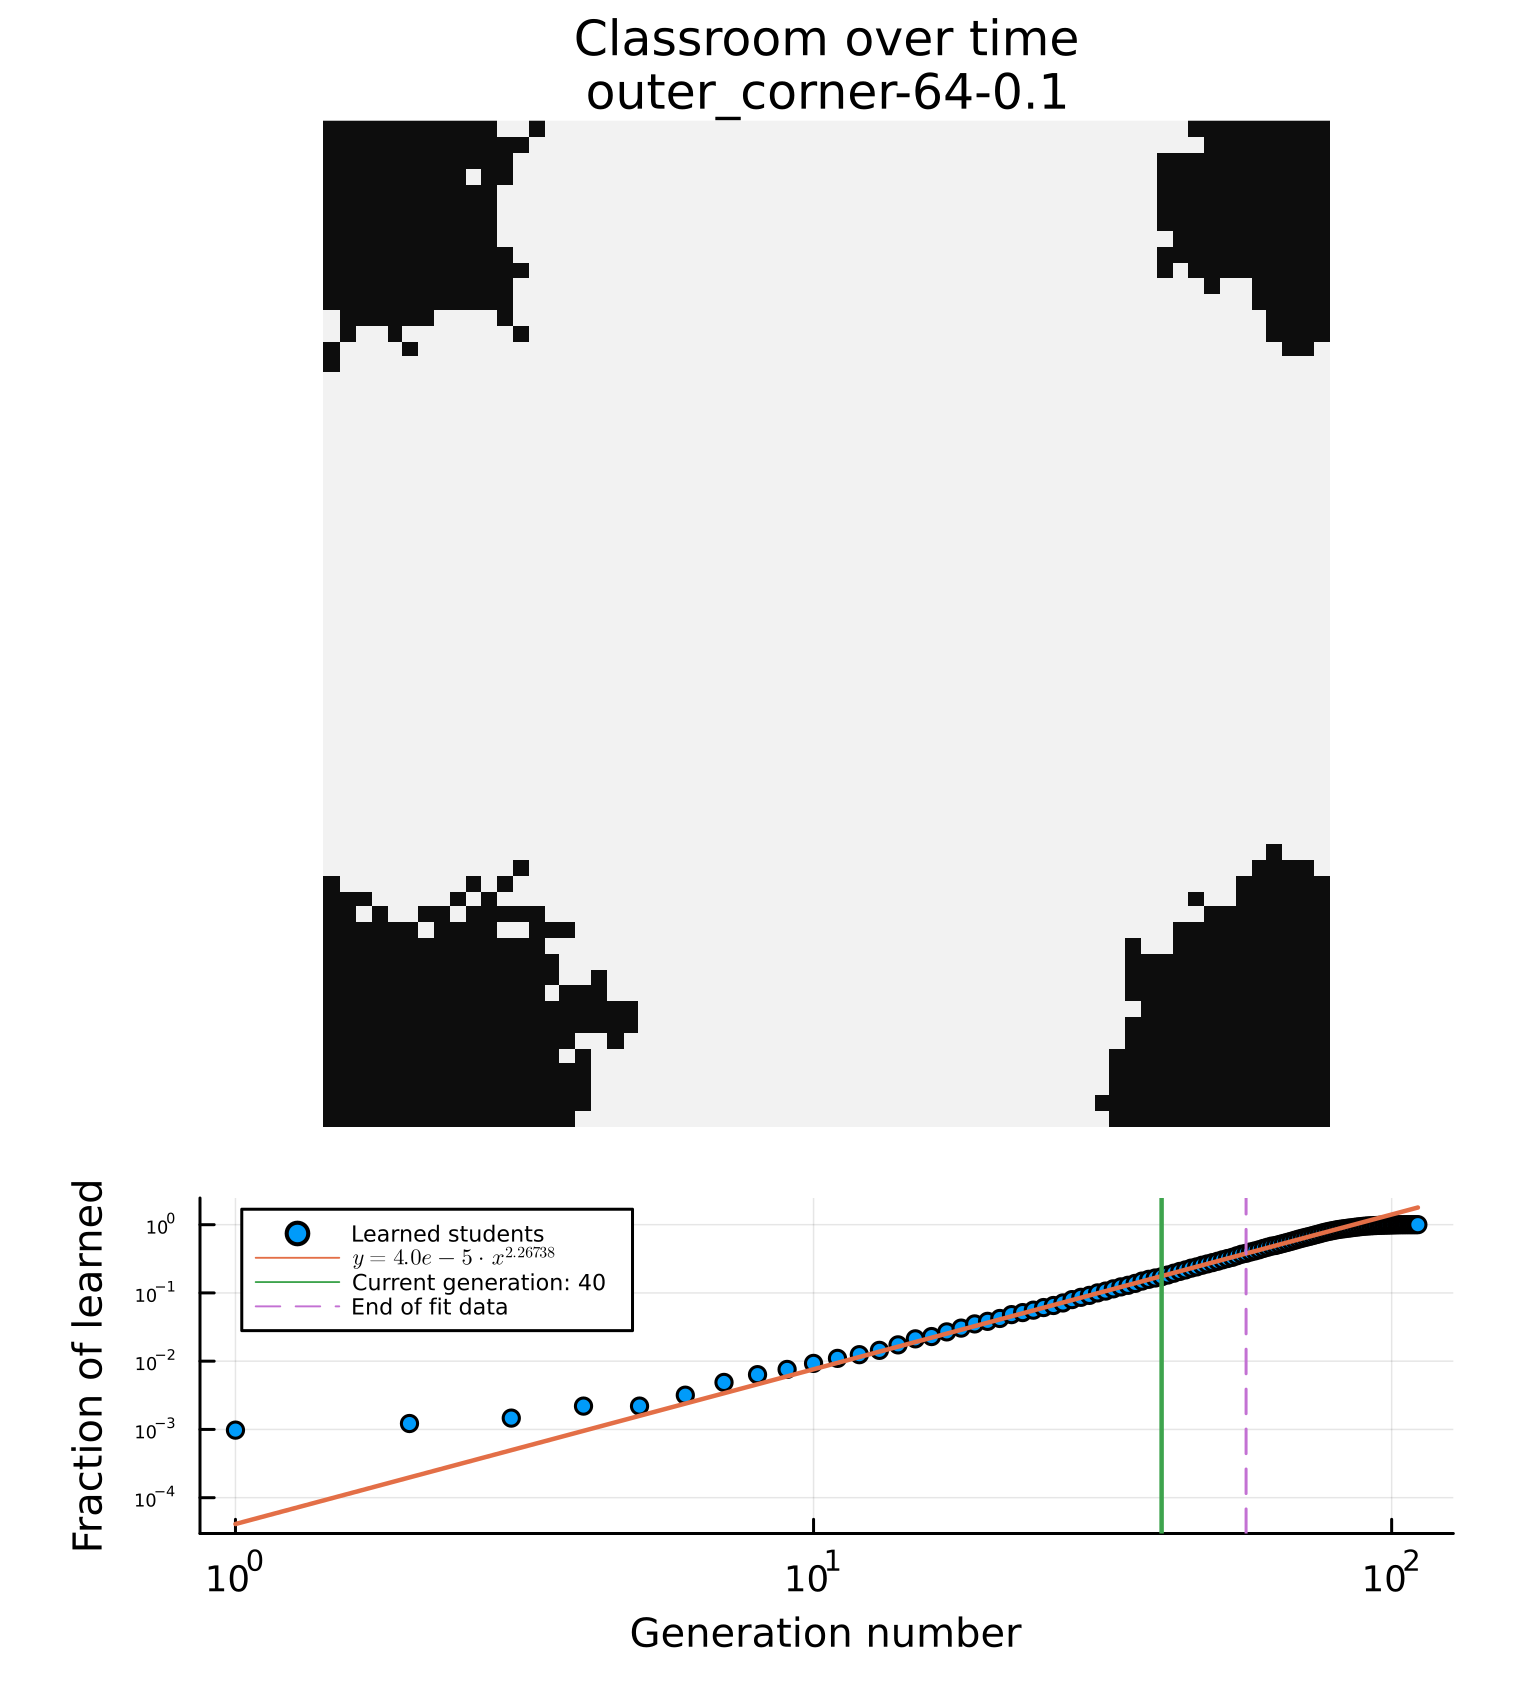 Classroom over time
outer_corner-64-0.1
Fraction of learned
10^0
10^-1
10^-2
10^-3
10^-4
Learned students
y = 4.0e − 5 · x^2.26738
Current generation: 40
End of fit data
10^0 10^1 10^2
Generation number